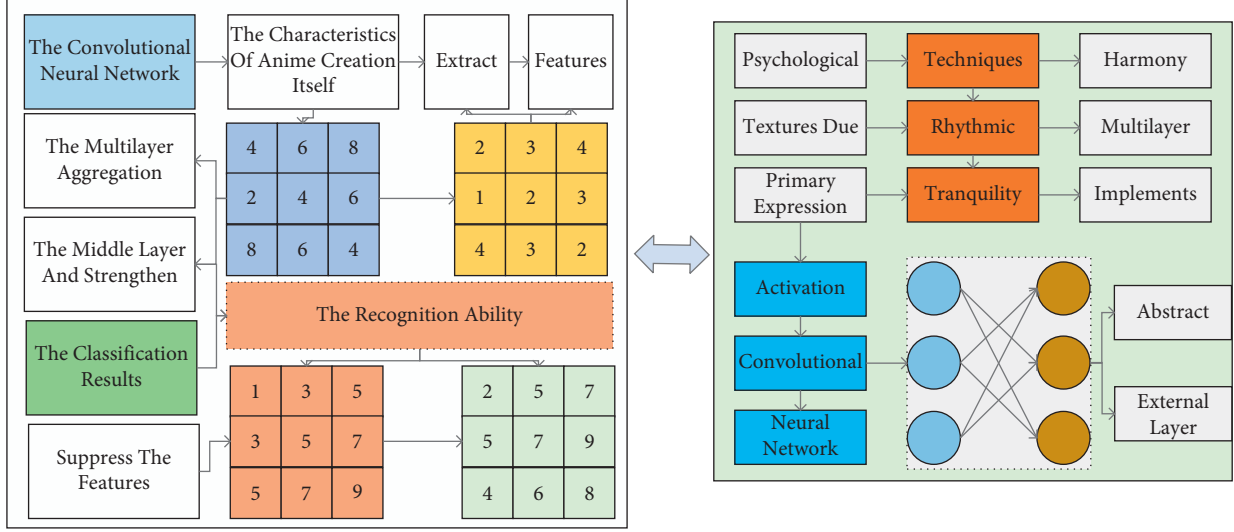 The Convolutional
Neural Network
The Characteristics
Of Anime Creation
Itself
Extract
Features
The Multilayer
Aggregation
4 6 8
2 4 6
8 6 4
2 3 4
1 2 3
4 3 2
The Middle Layer
And Strengthen
The Recognition Ability
The Classification
Results
Suppress The
Features
1 3 5
3 5 7
5 7 9
2 5 7
5 7 9
4 6 8
Psychological
Techniques
Harmony
Textures Due
Rhythmic
Multilayer
Primary
Expression
Tranquility
Implements
Activation
Convolutional
Neural
Network
Abstract
External
Layer